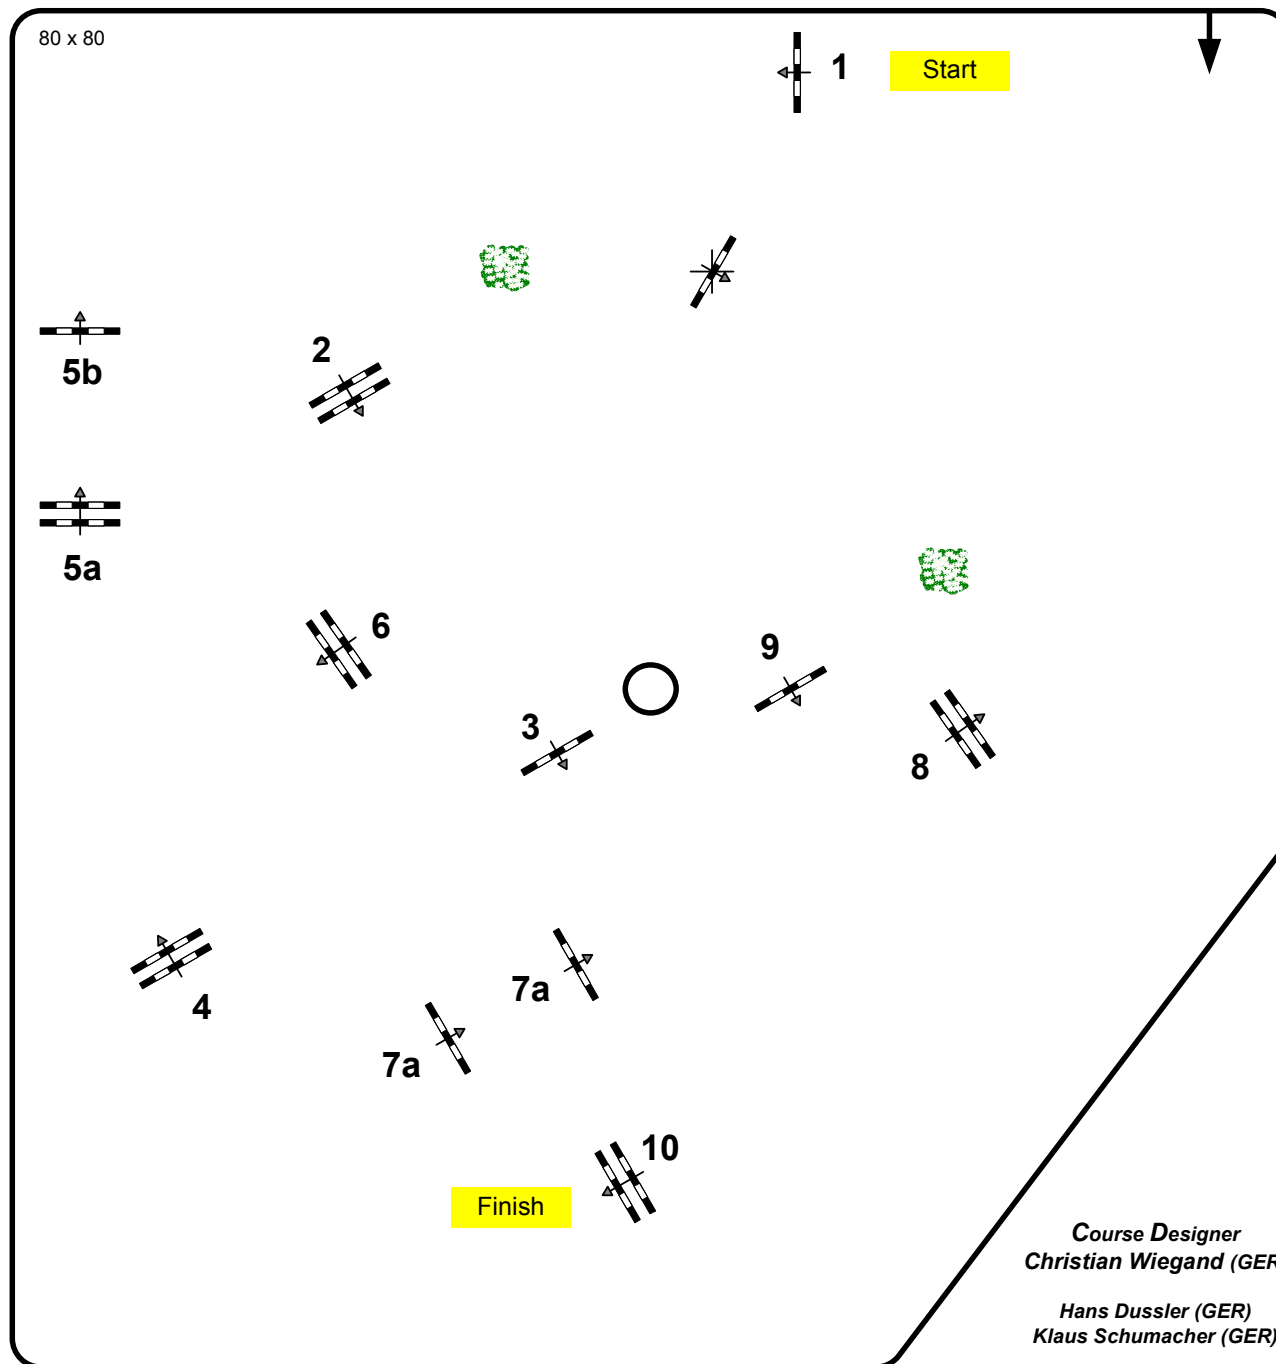 80 x 80
1
Start
2
5b
5a
6
9
3
8
4
7a
7a
10
Finish
Course Designer
Christian Wiegand (GER
Hans Dussler (GER)
Klaus Schumacher (GER)